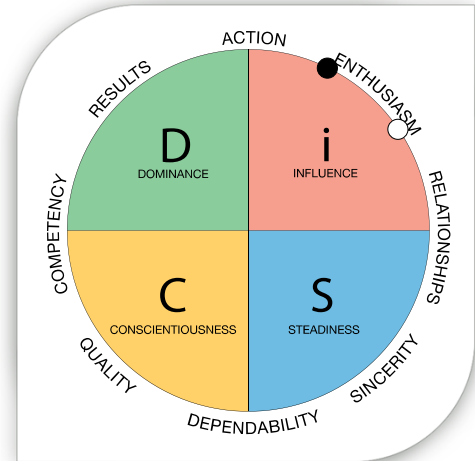 ACTION
ENTHUSIASM
RELATIONSHIPS
SINCERITY
DEPENDABILITY
QUALITY
COMPETENCY
RESULTS
D
DOMINANCE
i
INFLUENCE
C
CONSCIENTIOUSNESS
S
STEADINESS